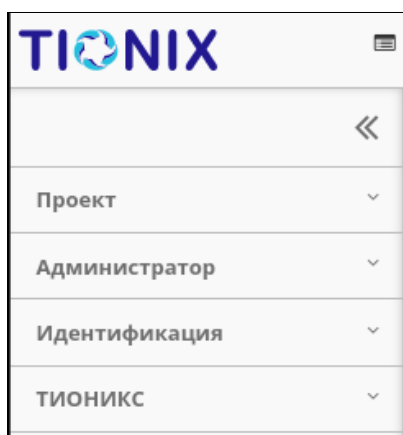 TIONIX
Проект
Администратор
Идентификация
ТИОНИКС